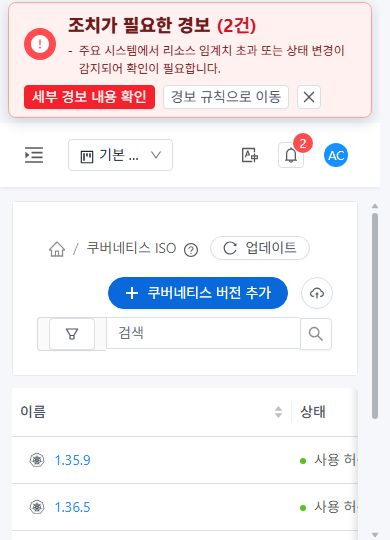 조치가 필요한 경보 (2건)
- 주요 시스템에서 리소스 임계치 초과 또는 상태 변경이
감지되어 확인이 필요합니다.
세부 경보 내용 확인 경보 규칙으로 이동
기본 ... 2 AC
/ 쿠버네티스 ISO 업데이트
+ 쿠버네티스 버전 추가
검색
이름 상태
1.35.9 사용 허
1.36.5 사용 허